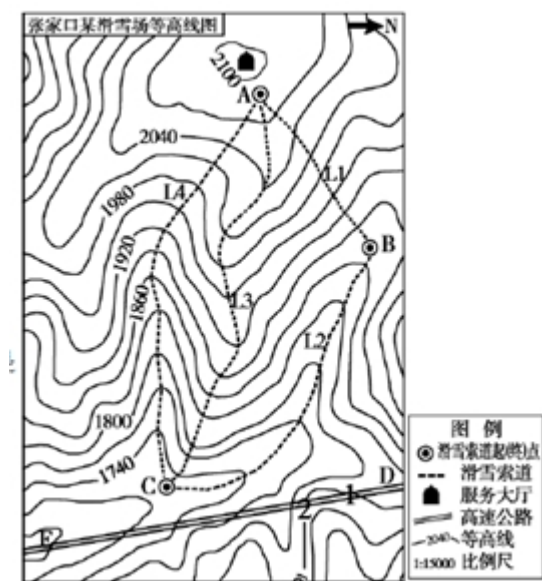 张家口某滑雪场等高线图
N
2100
A
2040
L1
L4
1980
B
1920
L3
1860
L2
1800
1740
C
D
1
2
E
图 例
滑雪索道起(终)点
滑雪索道
服务大厅
高速公路
2040 等高线
1:15000 比例尺